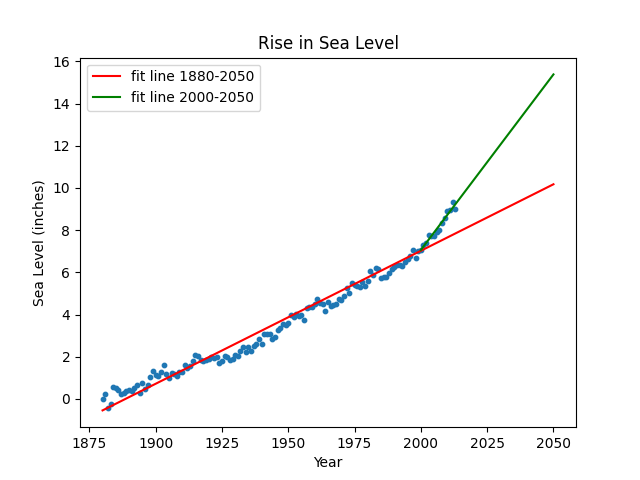 Rise in Sea Level
fit line 1880-2050
fit line 2000-2050
16
14
12
10
8
6
4
2
0
Sea Level (inches)
1875 1900 1925 1950 1975 2000 2025 2050
Year